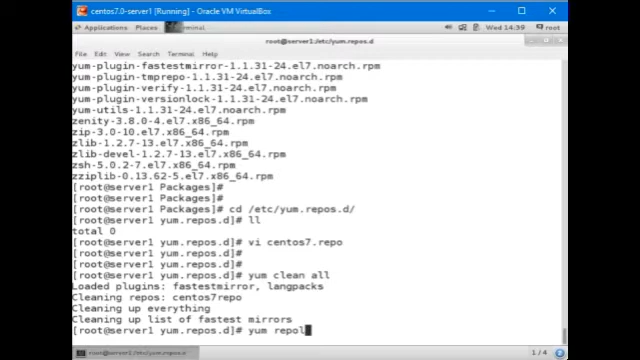 centos7.0-server1 [Running] - Oracle VM VirtualBox
Applications Places Terminal Wed 14:39 root
root@server1:/etc/yum.repos.d
File Edit View Search Terminal Help
yum-plugin-fastestmirror-1.1.31-24.el7.noarch.rpm
yum-plugin-tmprepo-1.1.31-24.el7.noarch.rpm
yum-plugin-verify-1.1.31-24.el7.noarch.rpm
yum-plugin-versionlock-1.1.31-24.el7.noarch.rpm
yum-utils-1.1.31-24.el7.noarch.rpm
zenity-3.8.0-4.el7.x86_64.rpm
zip-3.0-10.el7.x86_64.rpm
zlib-1.2.7-13.el7.x86_64.rpm
zlib-devel-1.2.7-13.el7.x86_64.rpm
zsh-5.0.2-7.el7.x86_64.rpm
zziplib-0.13.62-5.el7.x86_64.rpm
[root@server1 Packages]#
[root@server1 Packages]#
[root@server1 Packages]# cd /etc/yum.repos.d/
[root@server1 yum.repos.d]# ll
total 0
[root@server1 yum.repos.d]# vi centos7.repo
[root@server1 yum.repos.d]#
[root@server1 yum.repos.d]#
[root@server1 yum.repos.d]# yum clean all
Loaded plugins: fastestmirror, langpacks
Cleaning repos: centos7repo
Cleaning up everything
Cleaning up list of fastest mirrors
[root@server1 yum.repos.d]# yum repol
root@server1:/etc/yum.repos.d